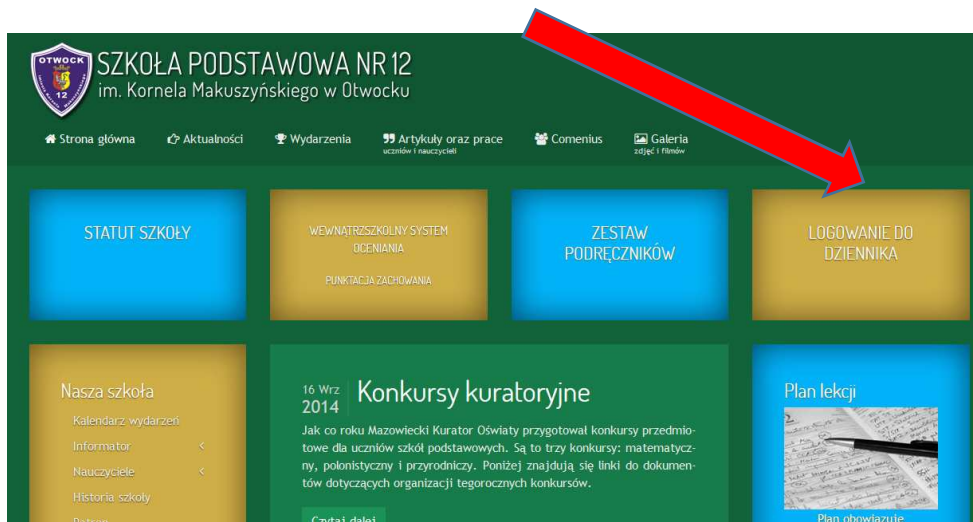 OTWOCK
12
SZKOŁA PODSTAWOWA NR 12
im. Kornela Makuszyńskiego w Otwocku
Strona główna
Aktualności
Wydarzenia
Artykuły oraz prace
uczniów i nauczycieli
Comenius
Galeria
zdjęć i filmów
STATUT SZKOŁY
WEWNĄTRZSZKOLNY SYSTEM
OCENIANIA
PUNKTACJA ZACHOWANIA
ZESTAW
PODRĘCZNIKÓW
LOGOWANIE DO
DZIENNIKA
Nasza szkoła
Kalendarz wydarzeń
Informator
Nauczyciele
Historia szkoły
Patron
16 Wrz
2014
Konkursy kuratoryjne
Jak co roku Mazowiecki Kurator Oświaty przygotował konkursy przedmio-
towe dla uczniów szkół podstawowych. Są to trzy konkursy: matematycz-
ny, polonistyczny i przyrodniczy. Poniżej znajdują się linki do dokumen-
tów dotyczących organizacji tegorocznych konkursów.
Czytaj dalej
Plan lekcji
Plan obowiązuje